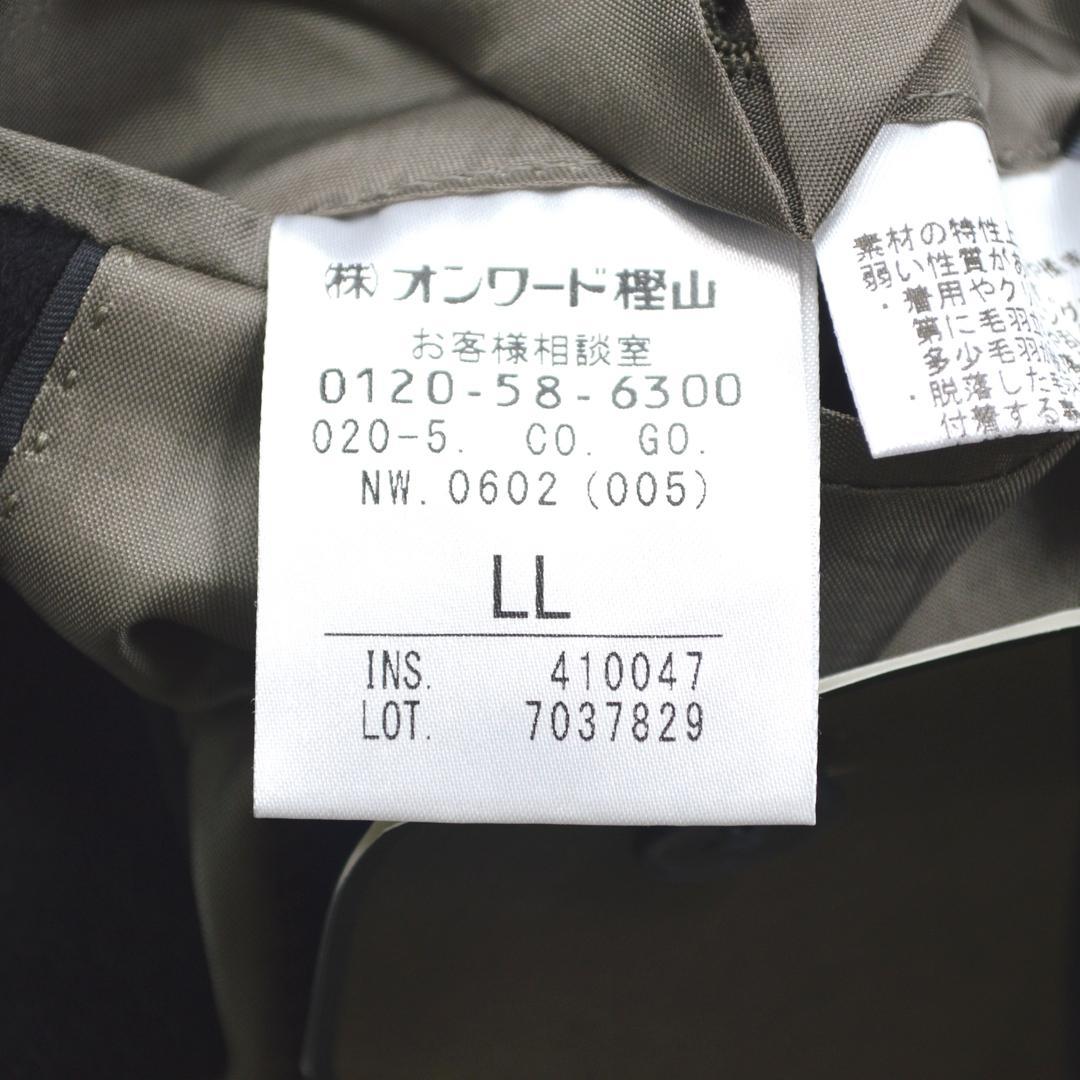 ㈱オンワード樫山
お客様相談室
0120-58-6300
020-5. CO. GO.
NW. 0602 (005)
LL
INS. 410047
LOT. 7037829
素材の特性上
弱い性質が
・着用やク
第に毛羽が
多少毛羽が
・脱落した毛
付着する